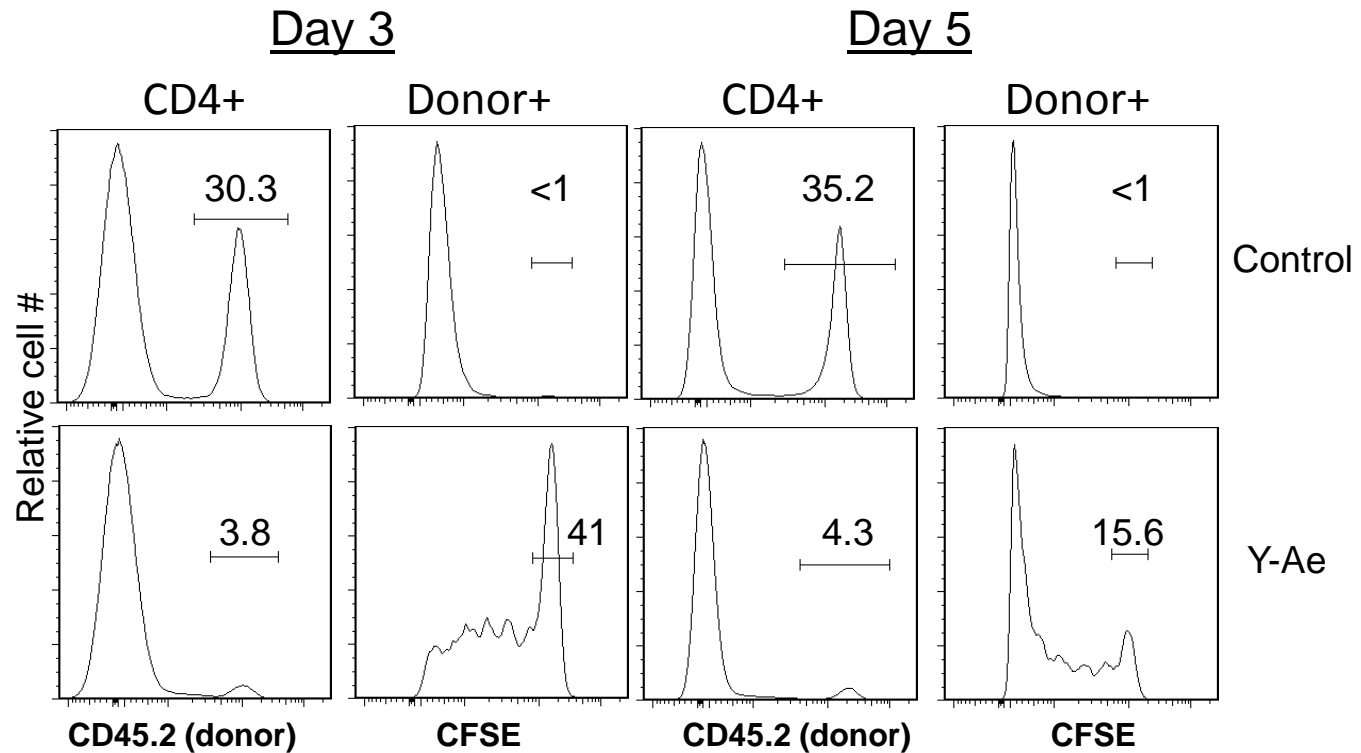 Day 3
Day 5
CD4+
Donor+
CD4+
Donor+
30.3
<1
35.2
<1
Control
Relative cell #
3.8
41
4.3
15.6
Y-Ae
CD45.2 (donor)
CFSE
CD45.2 (donor)
CFSE